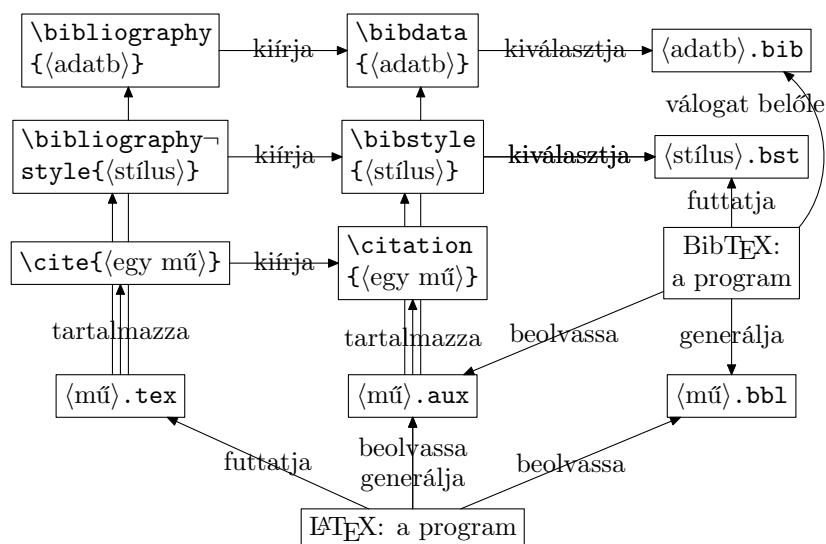 \bibliography
{⟨adatb⟩}
kiírja
\bibdata
{⟨adatb⟩}
kiválasztja
⟨adatb⟩.bib
válogat belőle
\bibliography¬
style{⟨stílus⟩}
kiírja
\bibstyle
{⟨stílus⟩}
kiválasztja
⟨stílus⟩.bst
futtatja
\cite{⟨egy mű⟩}
kiírja
\citation
{⟨egy mű⟩}
BibTEX:
a program
tartalmazza
tartalmazza
beolvassa
generálja
⟨mű⟩.tex
⟨mű⟩.aux
⟨mű⟩.bbl
futtatja
beolvassa
generálja
beolvassa
LATEX: a program